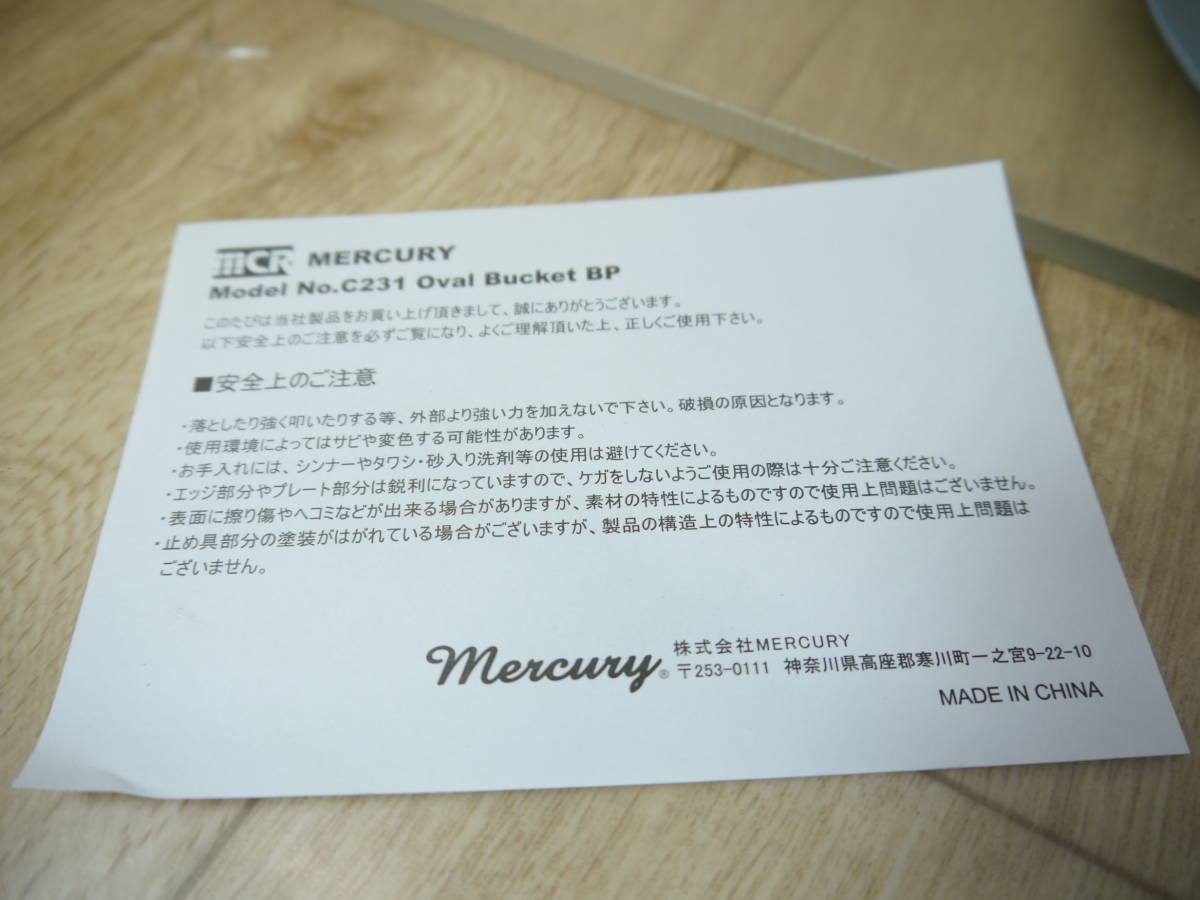 MCR MERCURY
Model No.C231 Oval Bucket BP
このたびは当社製品をお買い上げ頂きまして、誠にありがとうございます。
以下安全上のご注意を必ずご覧になり、よくご理解頂いた上、正しくご使用下さい。
■安全上のご注意
・落としたり強く叩いたりする等、外部より強い力を加えないで下さい。破損の原因となります。
・使用環境によってはサビや変色する可能性があります。
・お手入れには、シンナーやタワシ・砂入り洗剤等の使用は避けてください。
・エッジ部分やプレート部分は鋭利になっていますので、ケガをしないようご使用の際は十分ご注意ください。
・表面に擦り傷やヘコミなどが出来る場合がありますが、素材の特性によるものですので使用上問題はございません。
・止め具部分の塗装がはがれている場合がございますが、製品の構造上の特性によるものですので使用上問題は
ございません。
Mercury® 株式会社MERCURY
〒253-0111 神奈川県高座郡寒川町一之宮9-22-10
MADE IN CHINA